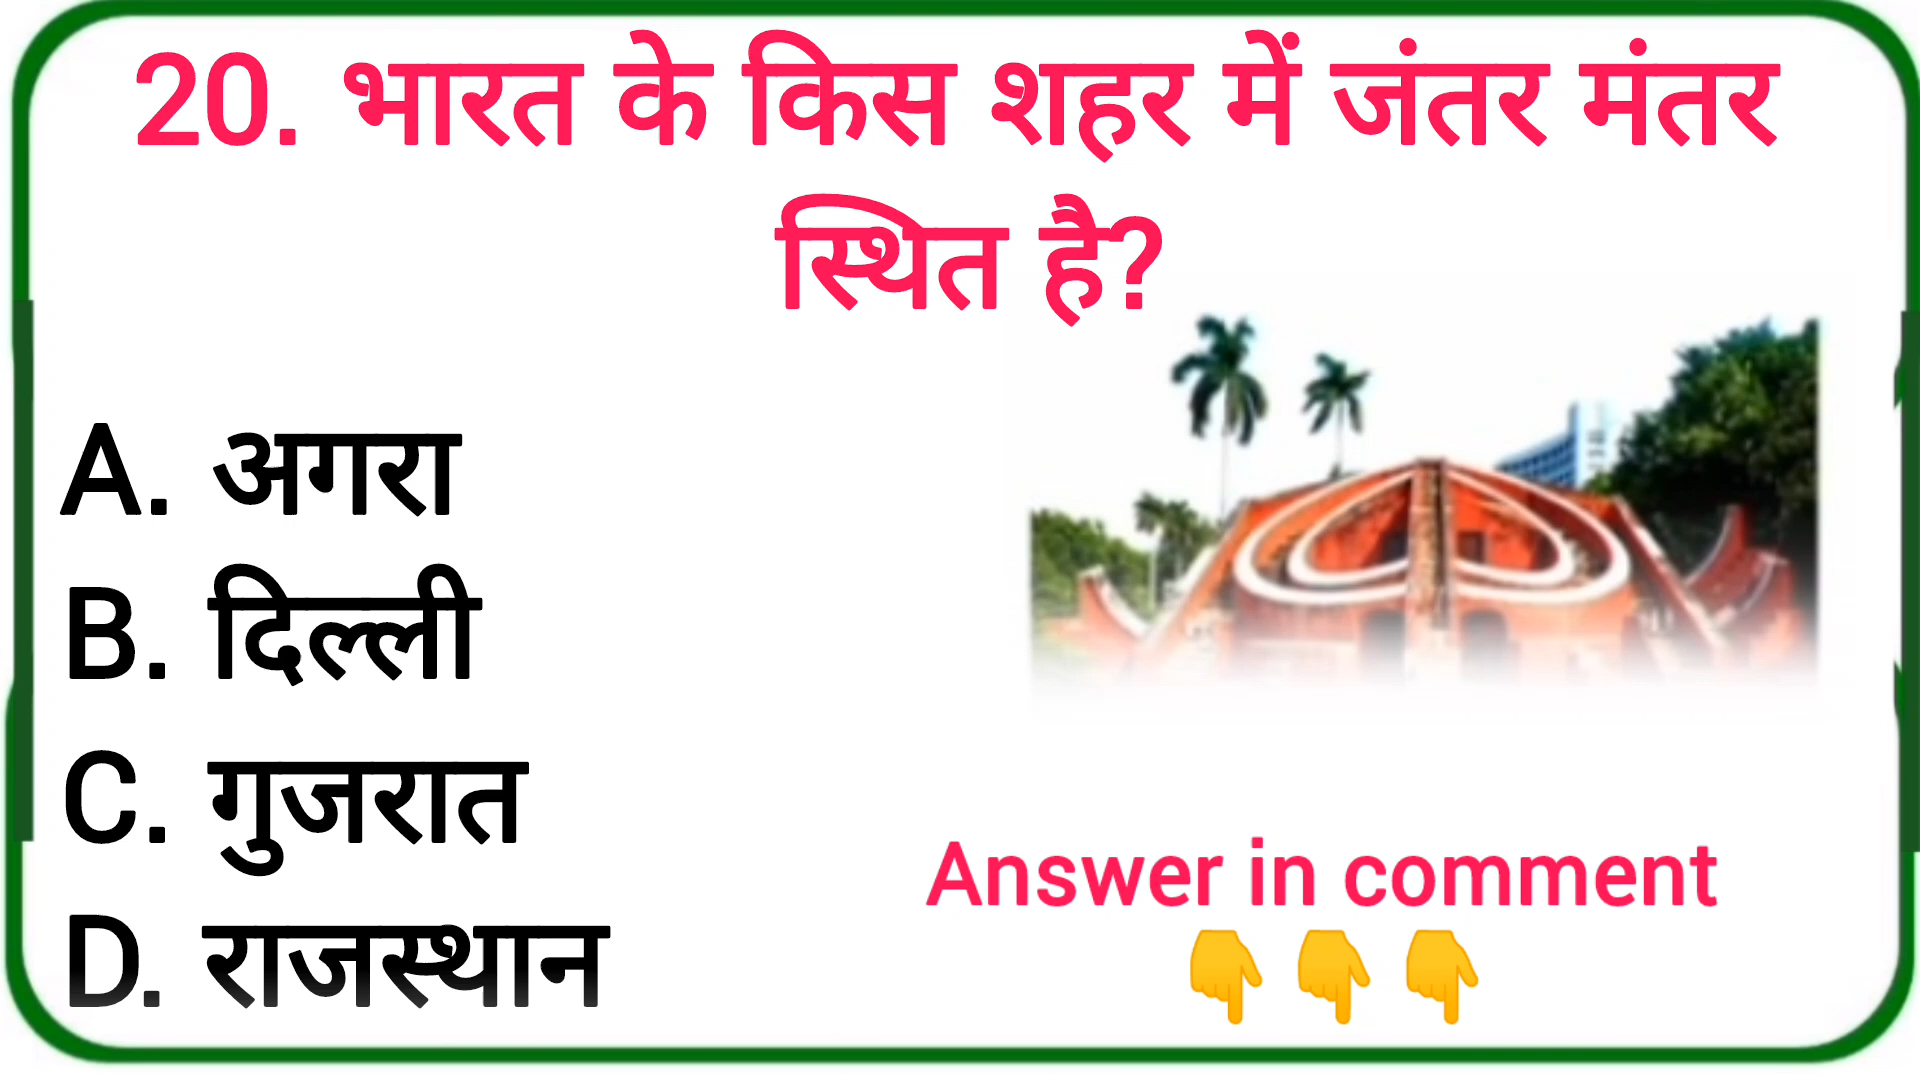 20. भारत के किस शहर में जंतर मंतर
स्थित है?
A. अगरा
B. दिल्ली
C. गुजरात
D. राजस्थान
Answer in comment
👇👇👇